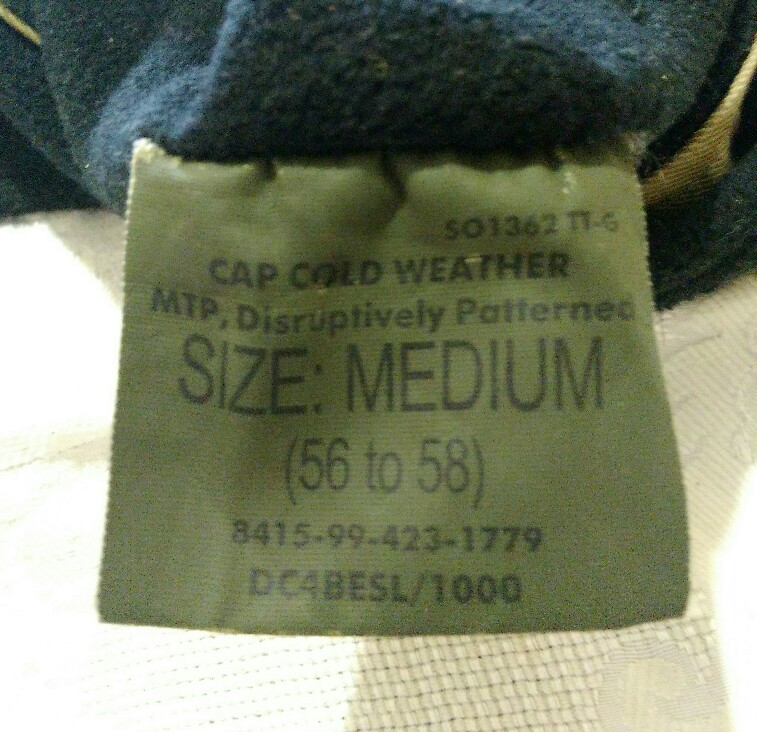 SO1362 TT-G
CAP COLD WEATHER
MTP, Disruptively Patterned
SIZE: MEDIUM
(56 to 58)
8415-99-423-1779
DC4BESL/1000